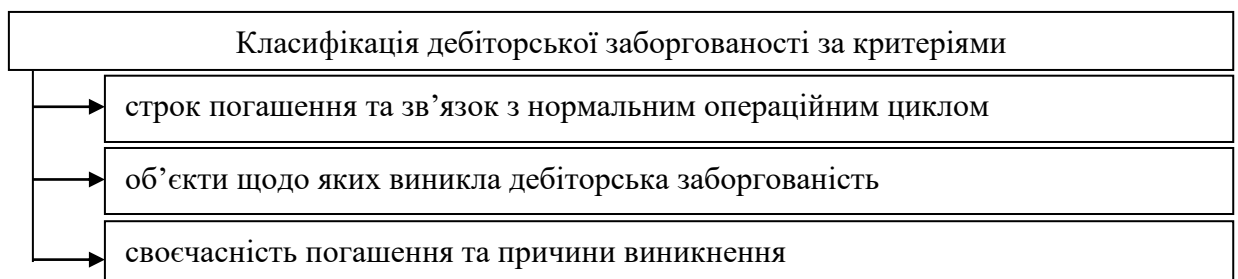 Класифікація дебіторської заборгованості за критеріями
строк погашення та зв’язок з нормальним операційним циклом
об’єкти щодо яких виникла дебіторська заборгованість
своєчасність погашення та причини виникнення